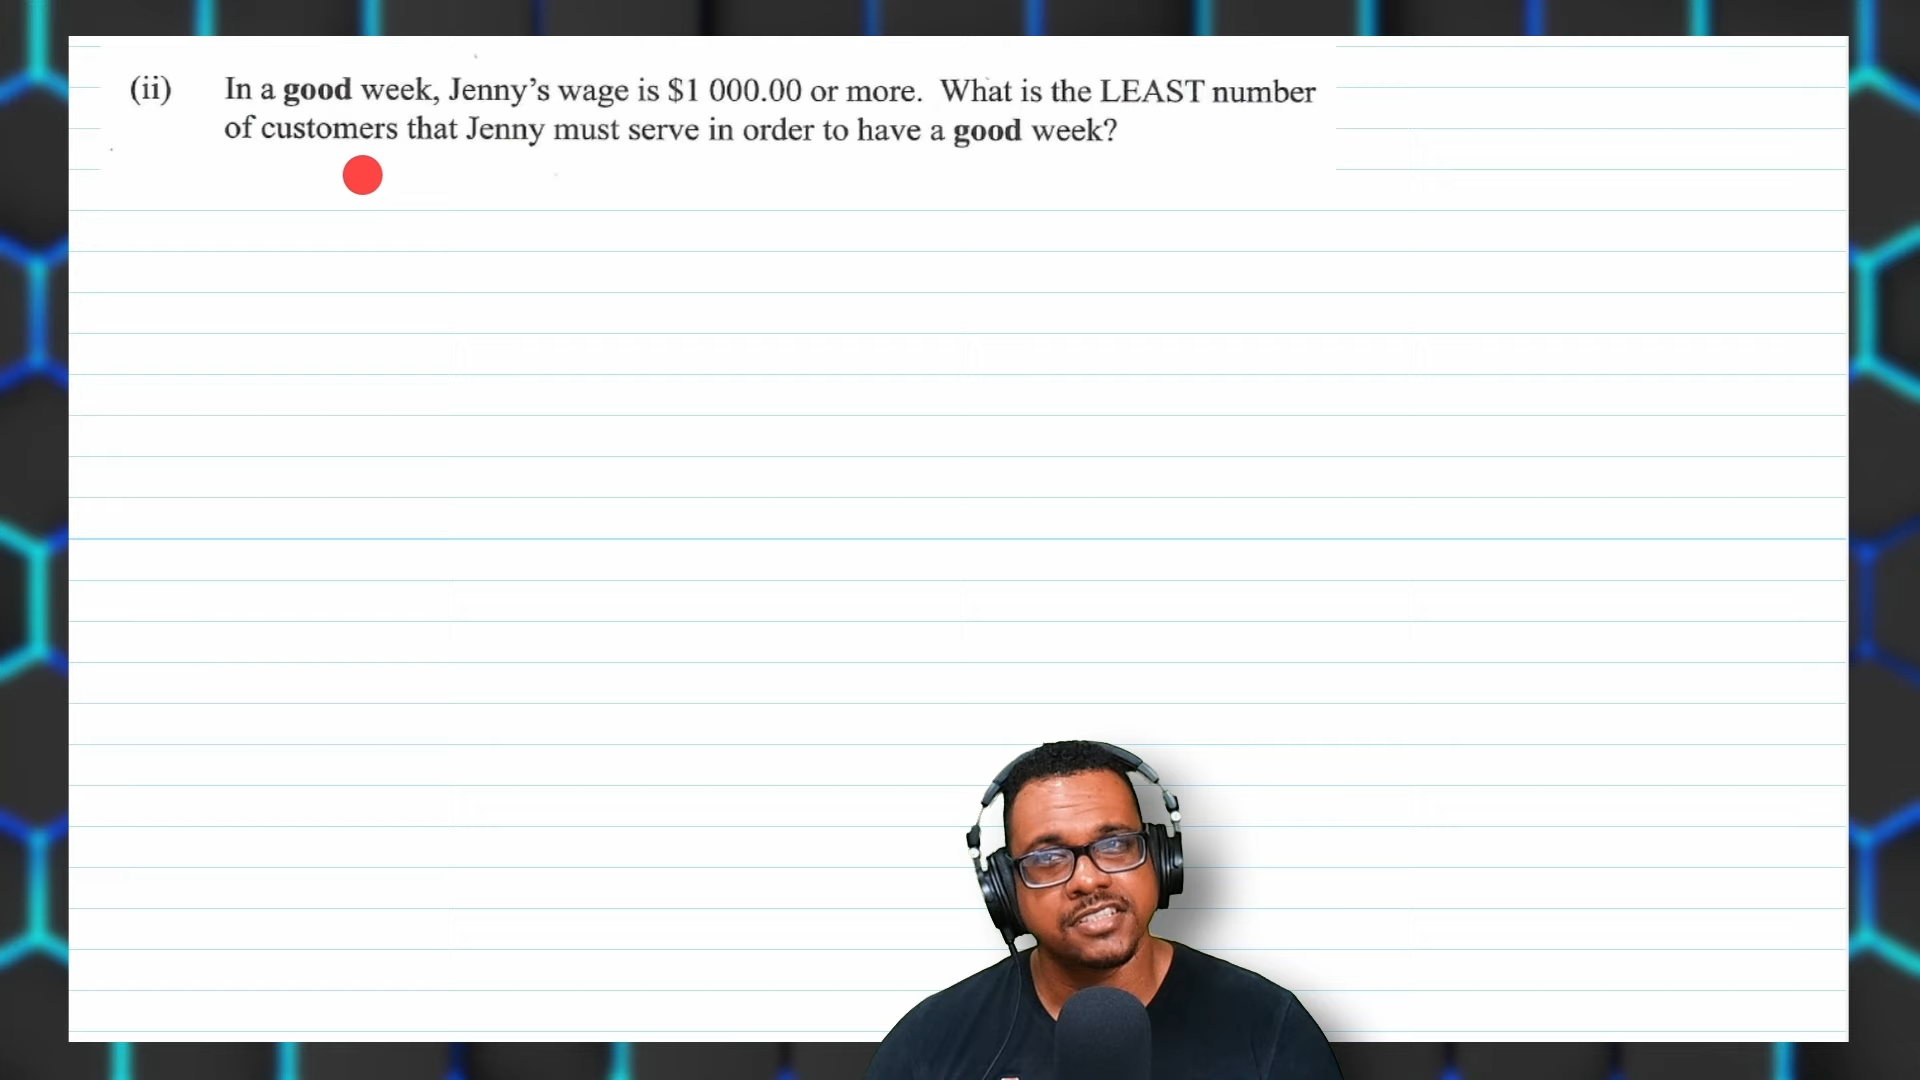 (ii) In a good week, Jenny's wage is $1 000.00 or more. What is the LEAST number
of customers that Jenny must serve in order to have a good week?